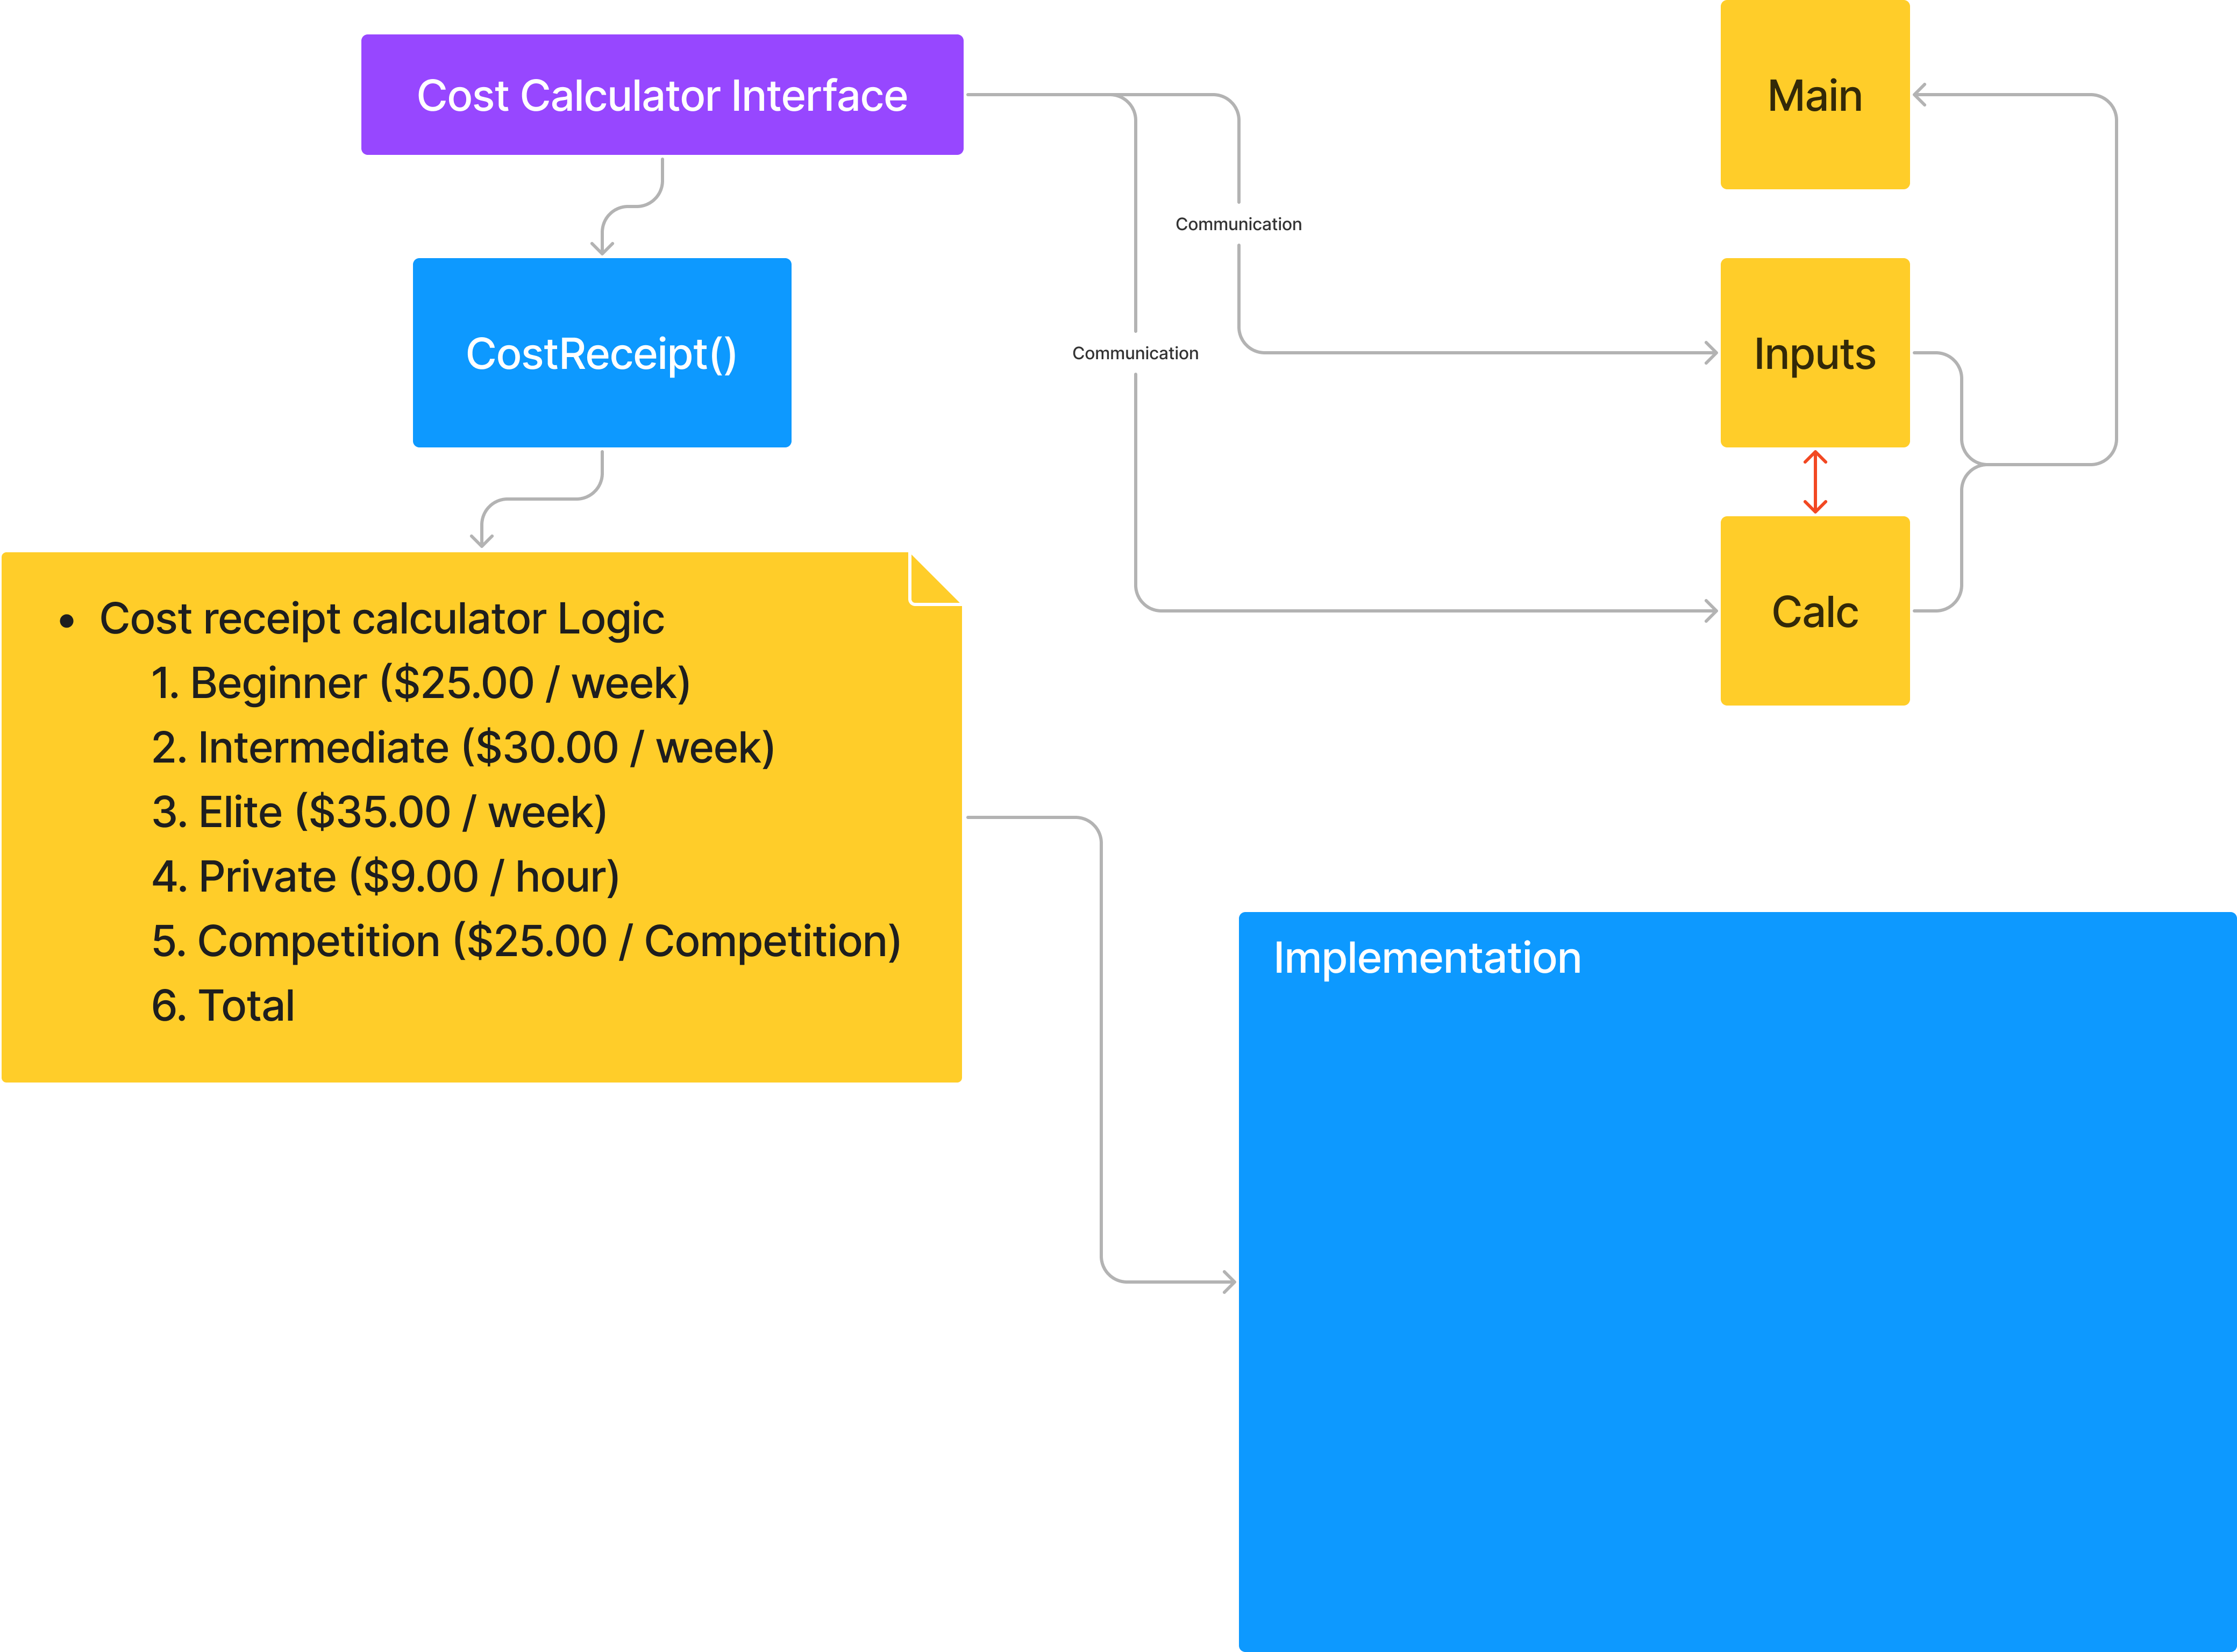 Cost Calculator Interface
Main
Communication
CostReceipt()
Communication
Inputs
Calc
• Cost receipt calculator Logic
1. Beginner ($25.00 / week)
2. Intermediate ($30.00 / week)
3. Elite ($35.00 / week)
4. Private ($9.00 / hour)
5. Competition ($25.00 / Competition)
6. Total
Implementation